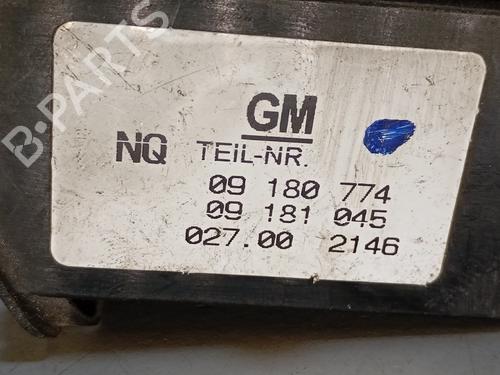 B-PARTS
GM
NQ TEIL-NR.
09 180 774
09 181 045
027.00 2146